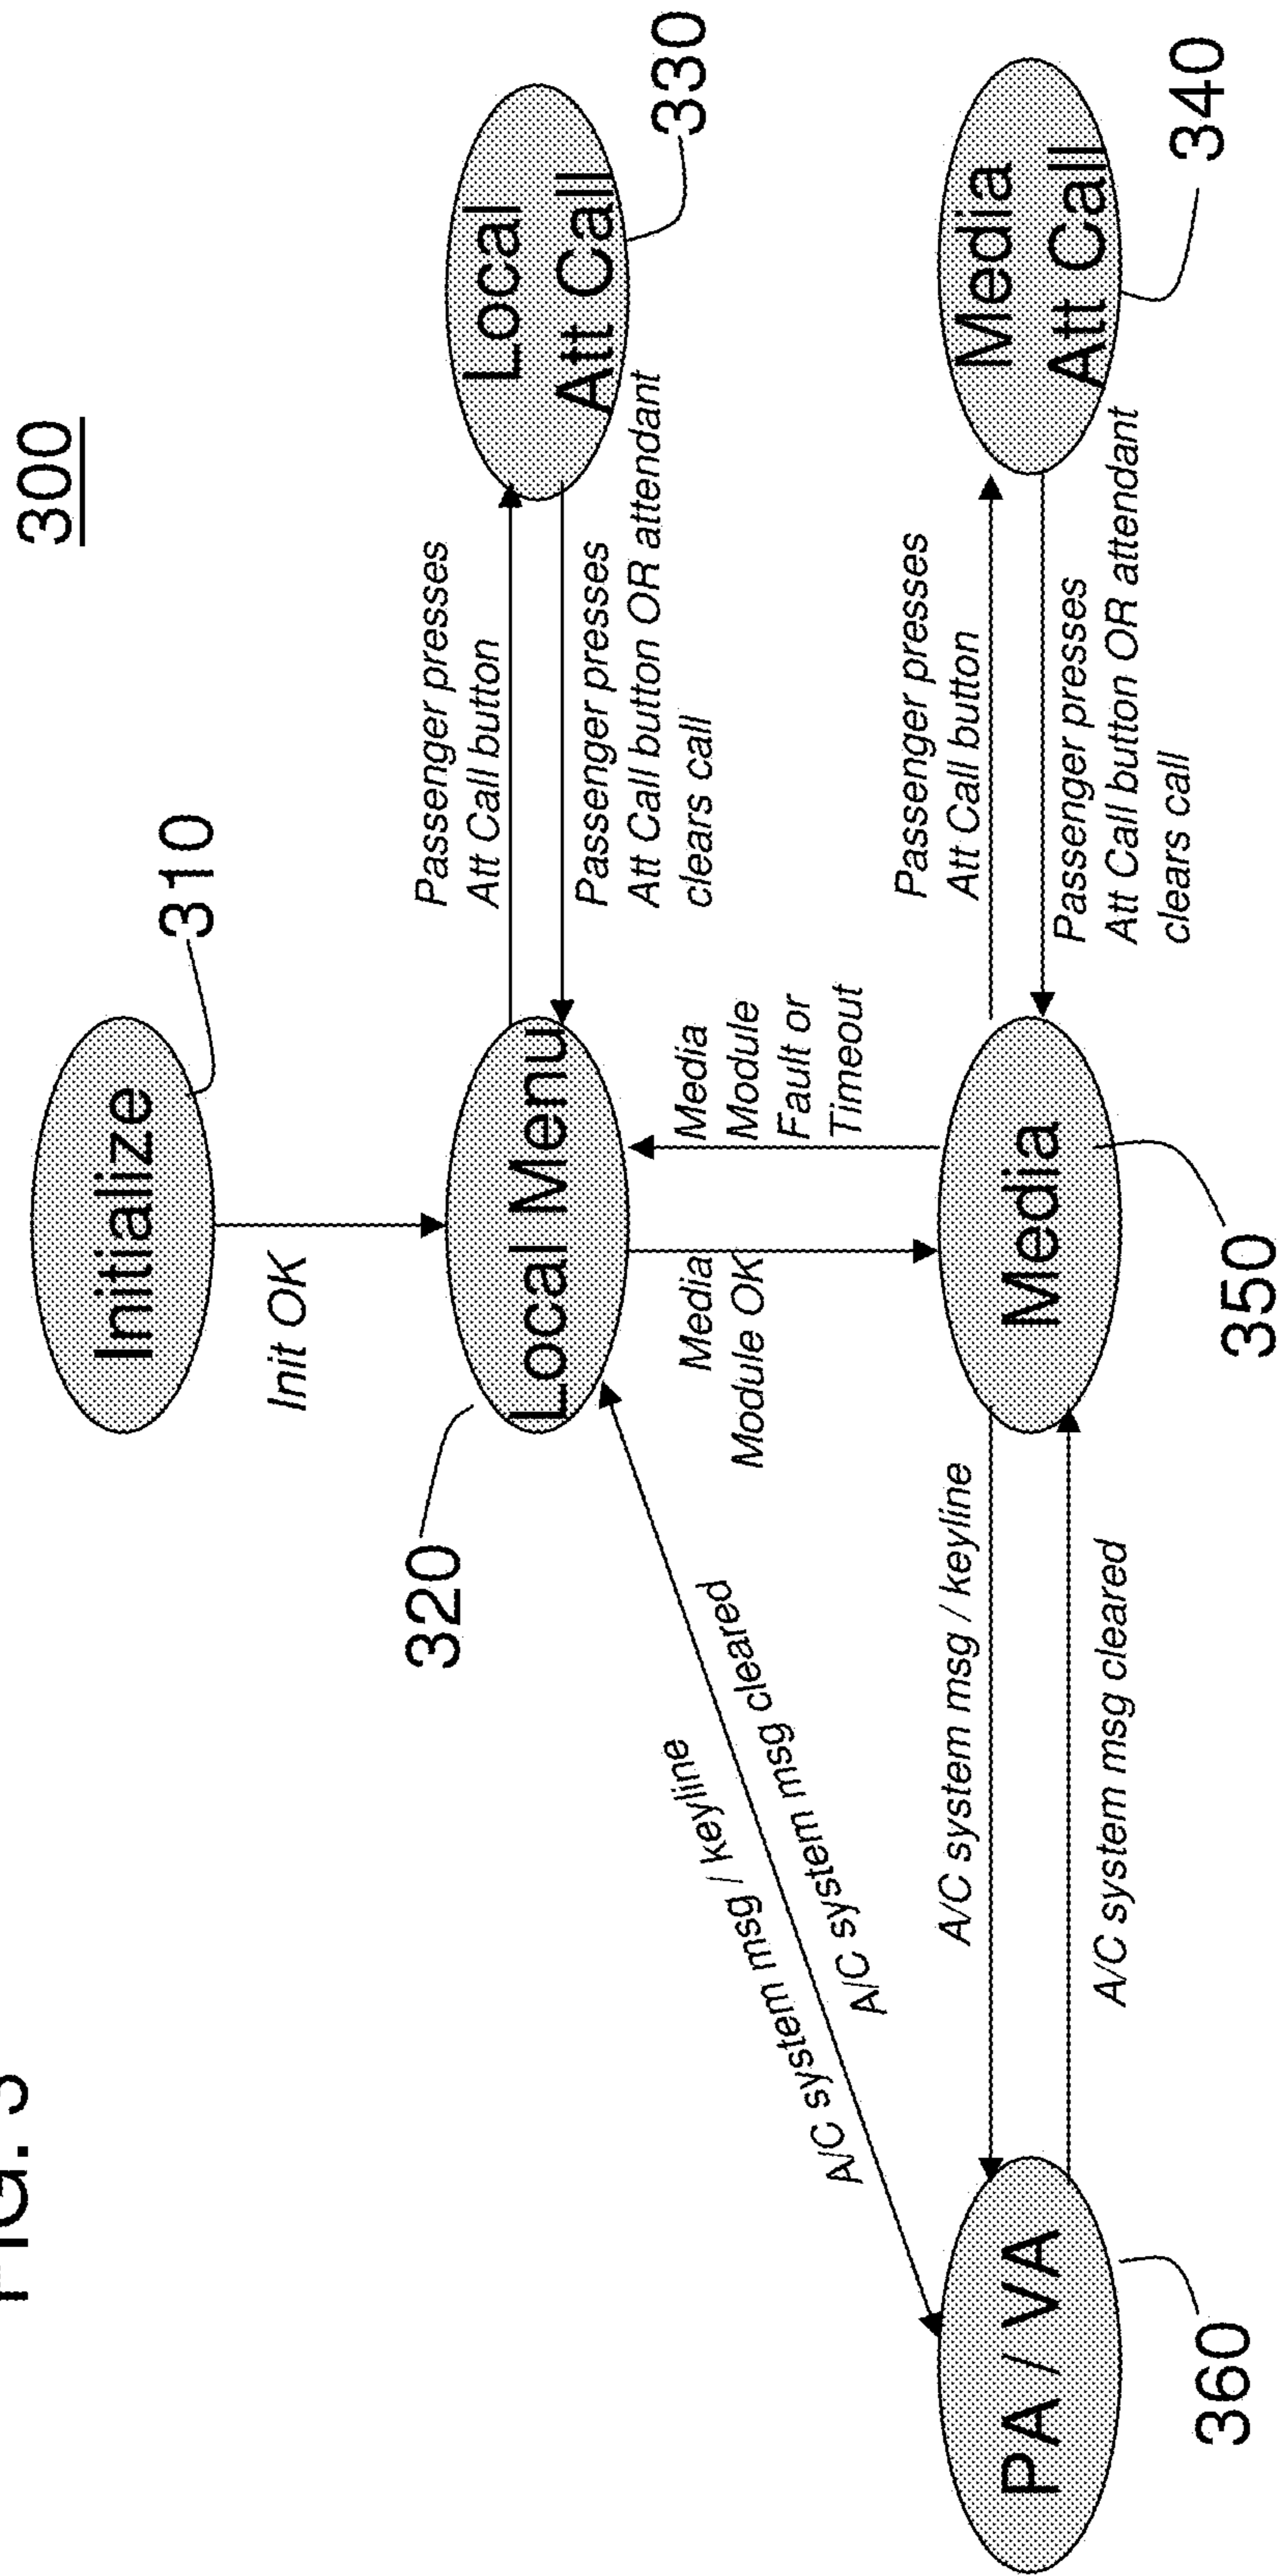 FIG. 3
300
Initialize
310
Init OK
320
Local Menu
Passenger presses
Att Call button
Local
Att Call
330
Passenger presses
Att Call button OR attendant
clears call
A/C system msg / keyline
A/C system msg cleared
Media
Module OK
Media
Module
Fault or
Timeout
PA / VA
360
A/C system msg / keyline
A/C system msg cleared
Media
350
Passenger presses
Att Call button
Passenger presses
Att Call button OR attendant
clears call
Media
Att Call
340